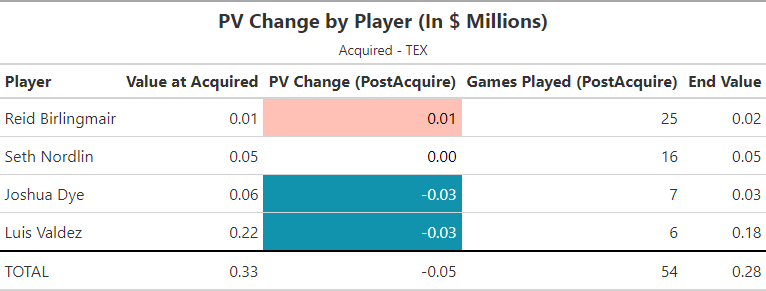 PV Change by Player (In $ Millions)
Acquired - TEX
Player Value at Acquired PV Change (PostAcquire) Games Played (PostAcquire) End Value
Reid Birlingmair 0.01 0.01 25 0.02
Seth Nordlin 0.05 0.00 16 0.05
Joshua Dye 0.06 -0.03 7 0.03
Luis Valdez 0.22 -0.03 6 0.18
TOTAL 0.33 -0.05 54 0.28